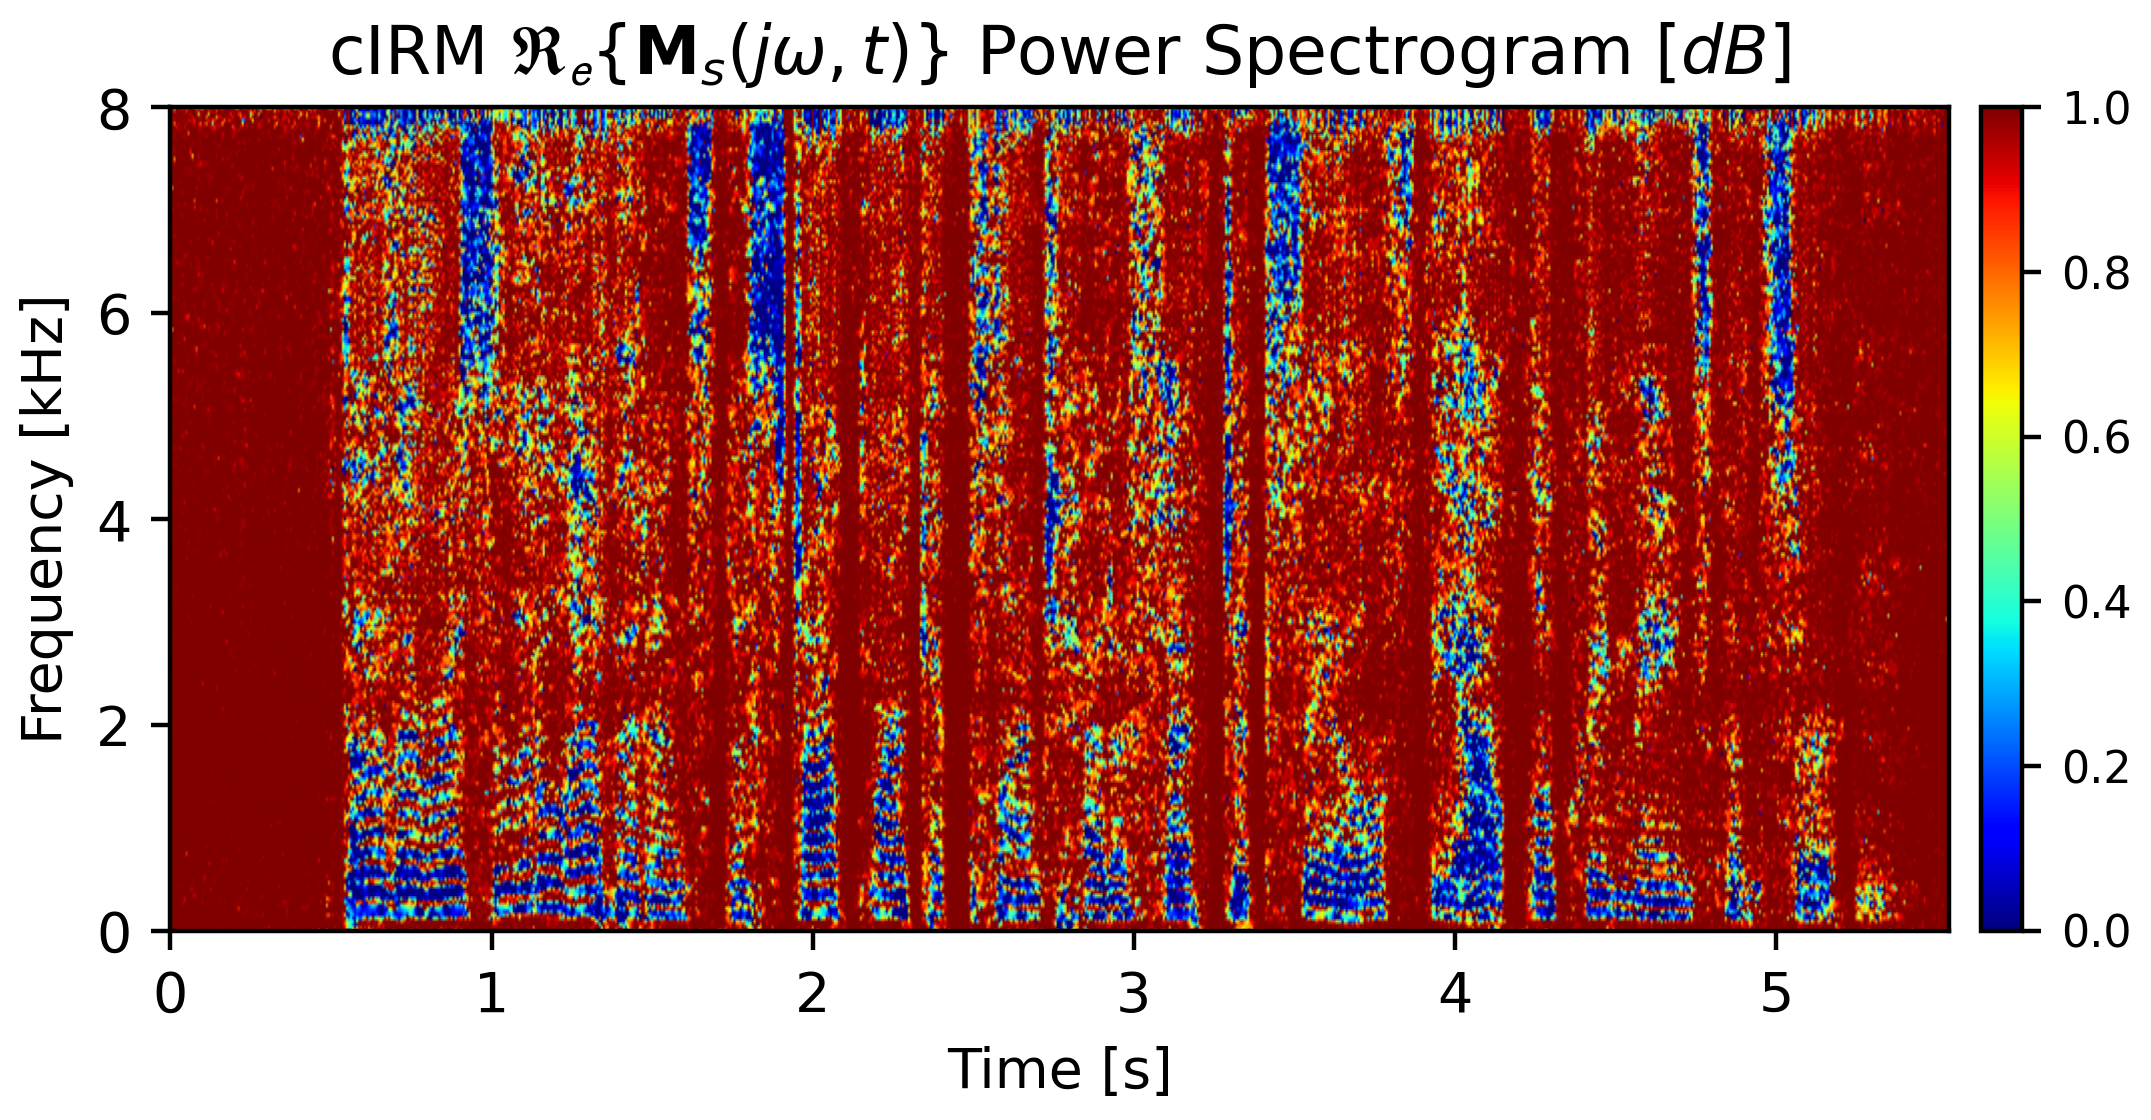 cIRM ℜₑ{𝐌ₛ(jω, t)} Power Spectrogram [dB]
Frequency [kHz]
8
6
4
2
0
0 1 2 3 4 5
Time [s]
1.0
0.8
0.6
0.4
0.2
0.0